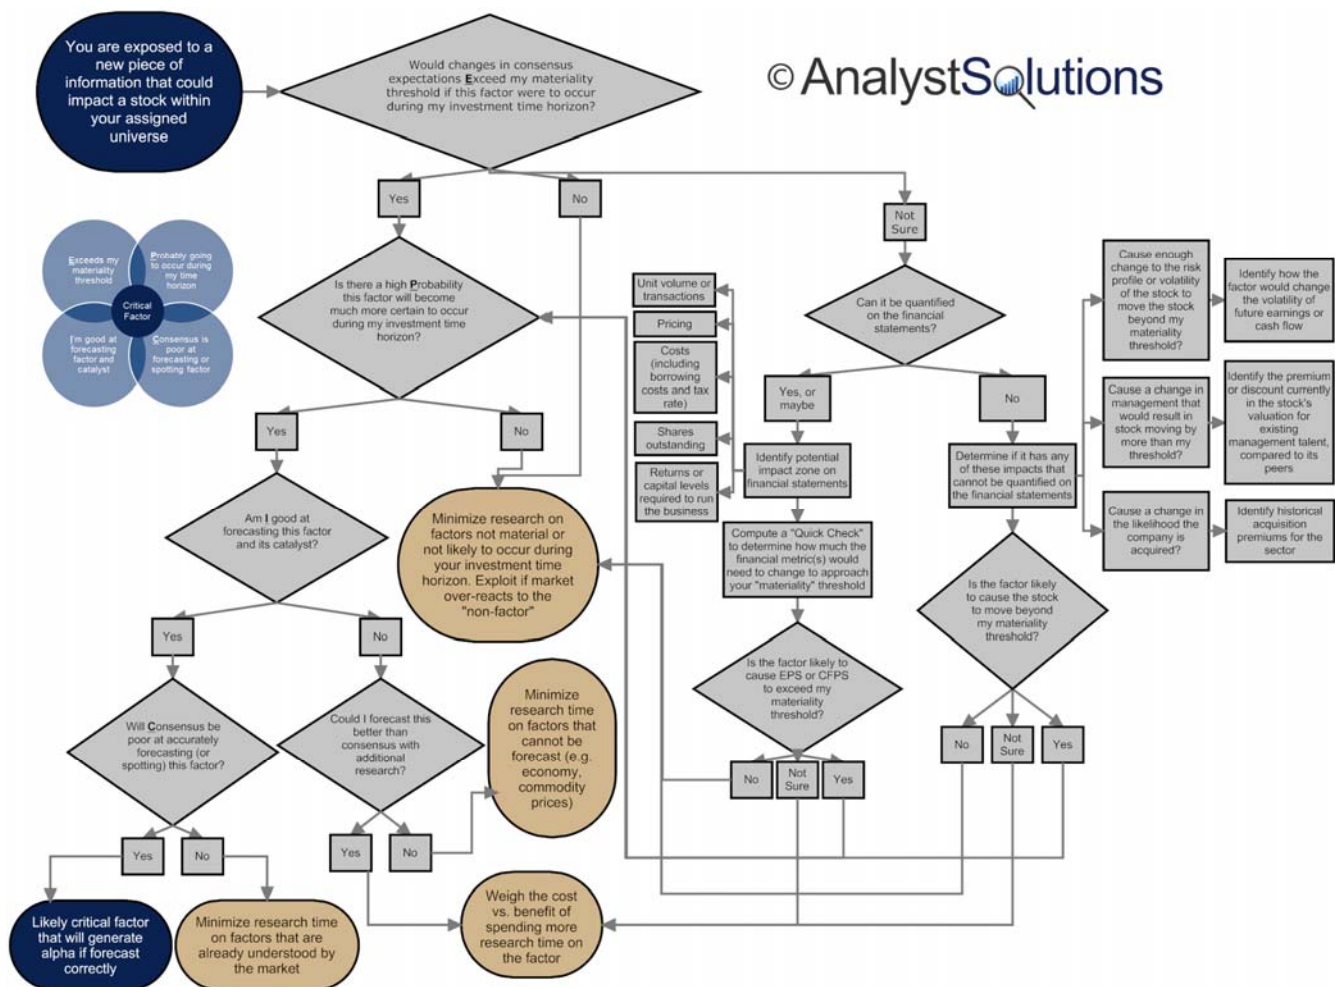 You are exposed to a
new piece of
information that could
impact a stock within
your assigned
universe
Would changes in consensus
expectations Exceed my materiality
threshold if this factor were to occur
during my investment time horizon?
© AnalystSolutions
Yes
No
Not
Sure
Exceeds my
materiality
threshold
Probably going
to occur during
my time
horizon
Critical
Factor
I'm good at
forecasting
factor and
catalyst
Consensus is
poor at
forecasting or
spotting factor
Is there a high Probability
this factor will become
much more certain to occur
during my investment time
horizon?
Unit volume or
transactions
Pricing
Costs
(including
borrowing
costs and tax
rate)
Shares
outstanding
Returns or
capital levels
required to run
the business
Can it be quantified
on the financial
statements?
Cause enough
change to the risk
profile or volatility
of the stock to
move the stock
beyond my
materiality
threshold?
Identify how the
factor would change
the volatility of
future earnings or
cash flow
Yes, or
maybe
No
Cause a change in
management that
would result in
stock moving by
more than my
threshold?
Identify the premium
or discount currently
in the stock's
valuation for
existing
management talent,
compared to its
peers
Yes
No
Identify potential
impact zone on
financial statements
Determine if it has any
of these impacts that
cannot be quantified on
the financial statements
Cause a change in
the likelihood the
company is
acquired?
Identify historical
acquisition
premiums for the
sector
Am I good at
forecasting this factor
and its catalyst?
Minimize research on
factors not material or
not likely to occur during
your investment time
horizon. Exploit if market
over-reacts to the
"non-factor"
Compute a "Quick Check"
to determine how much the
financial metric(s) would
need to change to approach
your "materiality" threshold
Is the factor likely
to cause the stock
to move beyond
my materiality
threshold?
Yes
No
Is the factor likely to
cause EPS or CFPS
to exceed my
materiality
threshold?
Will Consensus be
poor at accurately
forecasting (or
spotting) this factor?
Could I forecast this
better than
consensus with
additional
research?
Minimize
research time
on factors that
cannot be
forecast (e.g.
economy,
commodity
prices)
No
Not
Sure
Yes
No
Not
Sure
Yes
Yes
No
Yes
No
Likely critical factor
that will generate
alpha if forecast
correctly
Minimize research time
on factors that are
already understood by
the market
Weigh the cost
vs. benefit of
spending more
research time on
the factor